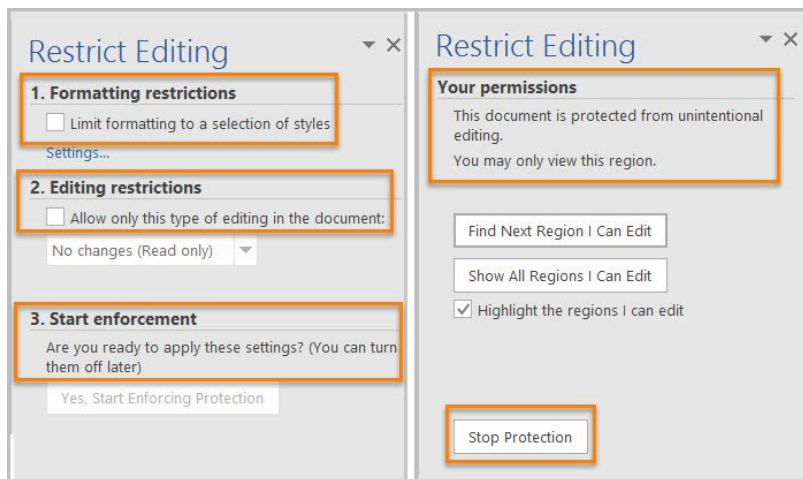 Restrict Editing
1. Formatting restrictions
Limit formatting to a selection of styles
Settings...
2. Editing restrictions
Allow only this type of editing in the document:
No changes (Read only)
3. Start enforcement
Are you ready to apply these settings? (You can turn
them off later)
Yes, Start Enforcing Protection
Restrict Editing
Your permissions
This document is protected from unintentional
editing.
You may only view this region.
Find Next Region I Can Edit
Show All Regions I Can Edit
Highlight the regions I can edit
Stop Protection